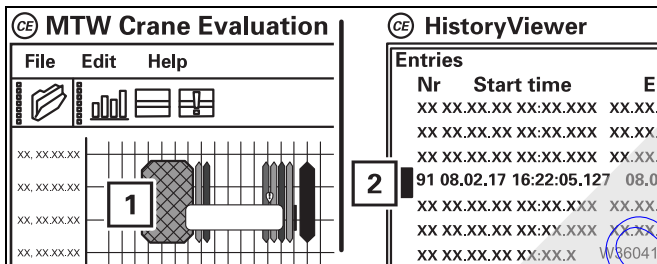 CE MTW Crane Evaluation
File Edit Help
XX, XX.XX.XX
XX, XX.XX.XX
XX, XX.XX.XX
XX, XX.XX.XX
1
CE HistoryViewer
Entries
Nr Start time E
XX XX.XX.XX XX:XX.XXX XX.XX.
XX XX.XX.XX XX:XX.XXX XX.XX.
XX XX.XX.XX XX:XX.XXX XX.XX.
2
91 08.02.17 16:22:05.127 08.0
XX XX.XX.XX XX:XX.XXX XX.XX.
XX XX.XX.XX XX:XX.XXX XX.XX.
XX XX.XX.XX XX:XX.X
W36041